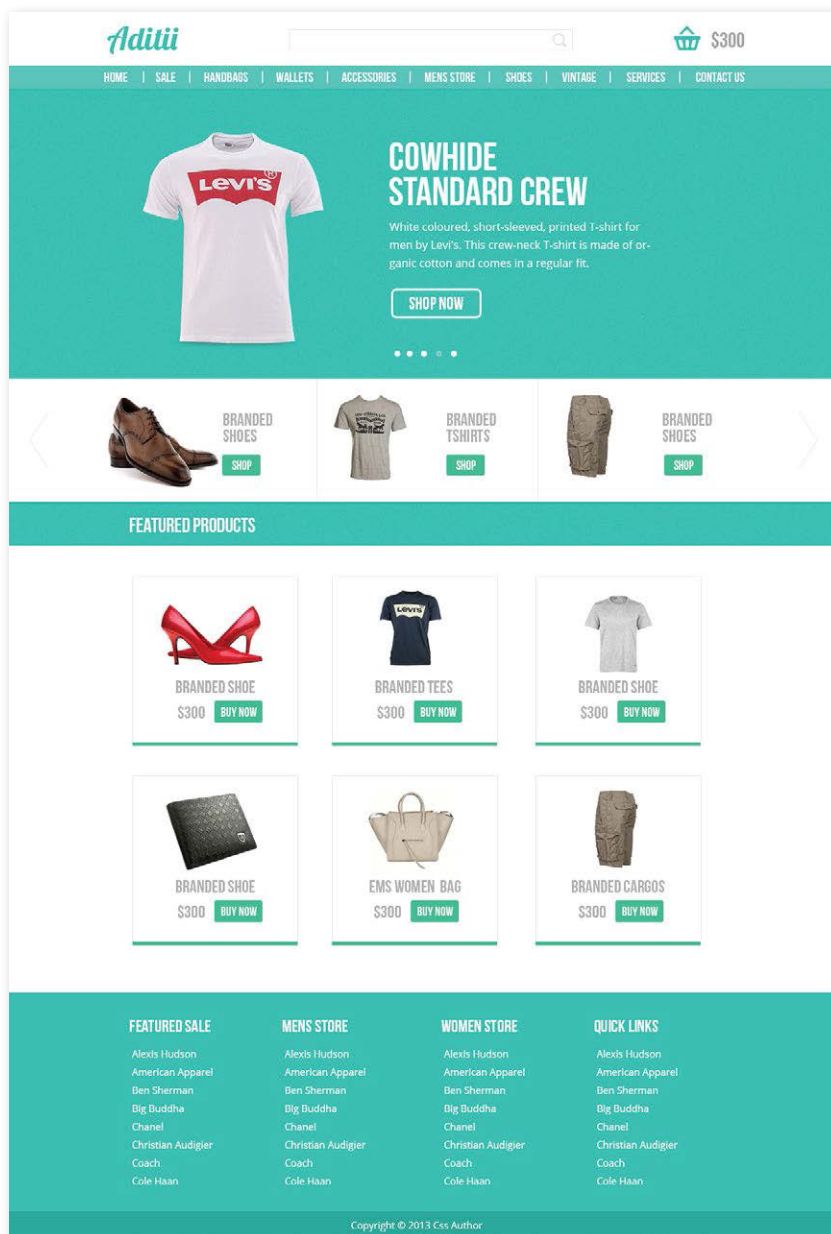 Aditii
$300
HOME | SALE | HANDBAGS | WALLETS | ACCESSORIES | MENS STORE | SHOES | VINTAGE | SERVICES | CONTACT US
LEVI'S ®
COWHIDE
STANDARD CREW
White coloured, short-sleeved, printed T-shirt for
men by Levi's. This crew-neck T-shirt is made of or-
ganic cotton and comes in a regular fit.
SHOP NOW
BRANDED
SHOES
SHOP
BRANDED
TSHIRTS
SHOP
BRANDED
SHOES
SHOP
FEATURED PRODUCTS
LEVI'S
BRANDED SHOE
$300 BUY NOW
BRANDED TEES
$300 BUY NOW
BRANDED SHOE
$300 BUY NOW
BRANDED SHOE
$300 BUY NOW
EMS WOMEN BAG
$300 BUY NOW
BRANDED CARGOS
$300 BUY NOW
FEATURED SALE
Alexis Hudson
American Apparel
Ben Sherman
Big Buddha
Chanel
Christian Audigier
Coach
Cole Haan
MENS STORE
Alexis Hudson
American Apparel
Ben Sherman
Big Buddha
Chanel
Christian Audigier
Coach
Cole Haan
WOMEN STORE
Alexis Hudson
American Apparel
Ben Sherman
Big Buddha
Chanel
Christian Audigier
Coach
Cole Haan
QUICK LINKS
Alexis Hudson
American Apparel
Ben Sherman
Big Buddha
Chanel
Christian Audigier
Coach
Cole Haan
Copyright © 2013 Css Author